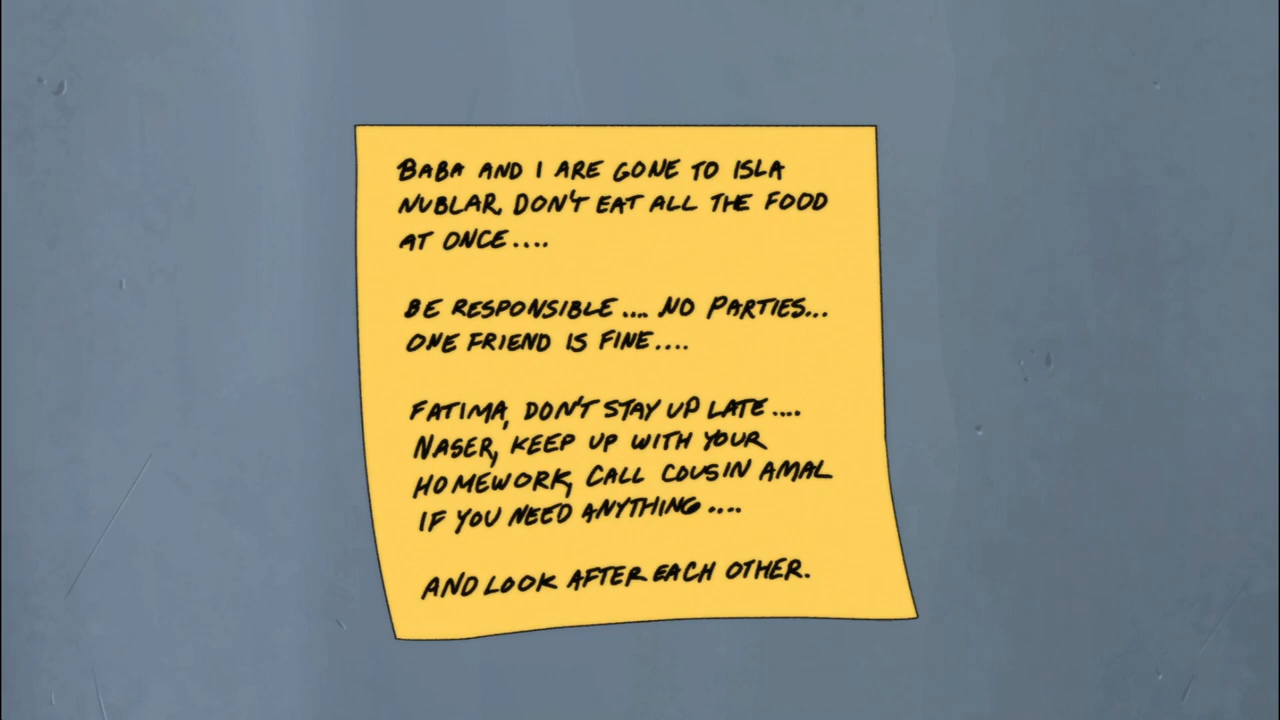 BABA AND I ARE GONE TO ISLA
NUBLAR, DON'T EAT ALL THE FOOD
AT ONCE....
BE RESPONSIBLE.... NO PARTIES...
ONE FRIEND IS FINE....
FATIMA, DON'T STAY UP LATE....
NASER, KEEP UP WITH YOUR
HOMEWORK, CALL COUSIN AMAL
IF YOU NEED ANYTHING....
AND LOOK AFTER EACH OTHER.